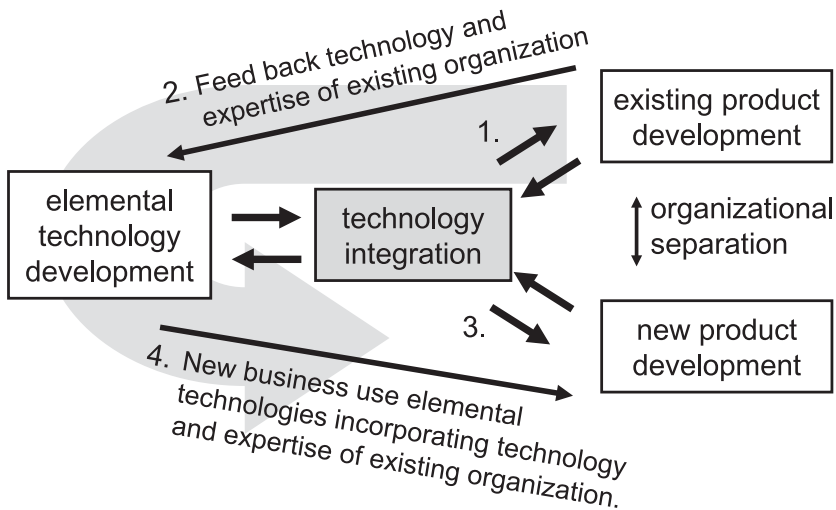 2. Feed back technology and
expertise of existing organization
1.
existing product
development
elemental
technology
development
technology
integration
organizational
separation
3.
new product
development
4. New business use elemental
technologies incorporating technology
and expertise of existing organization.